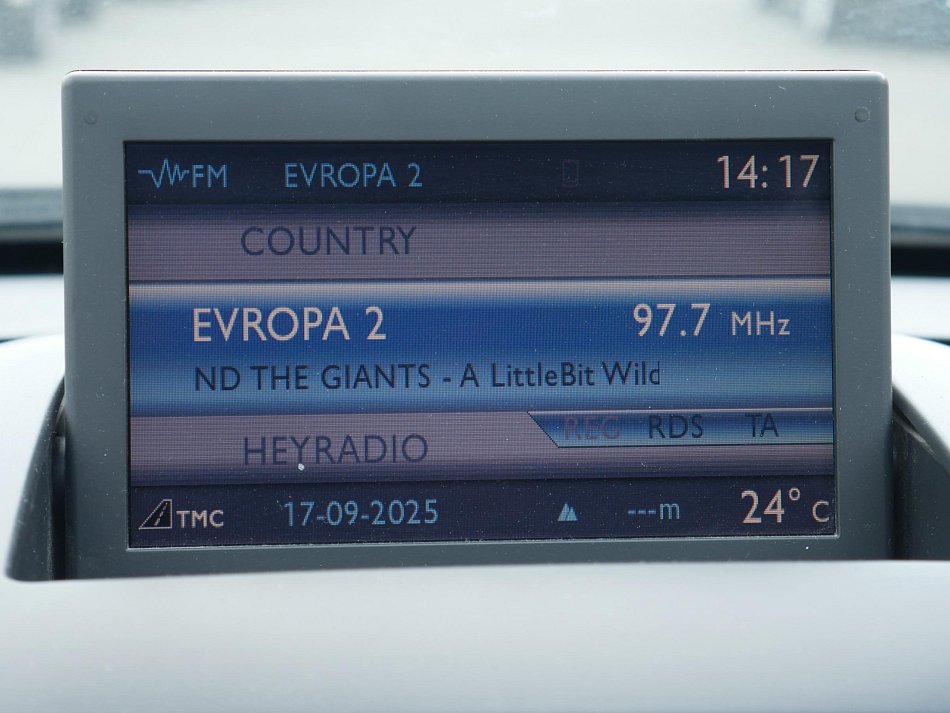 FM EVROPA 2 14:17
COUNTRY
EVROPA 2 97.7 MHz
ND THE GIANTS - A LittleBit Wild
HEYRADIO
REG RDS TA
TMC 17-09-2025 ---m 24° C